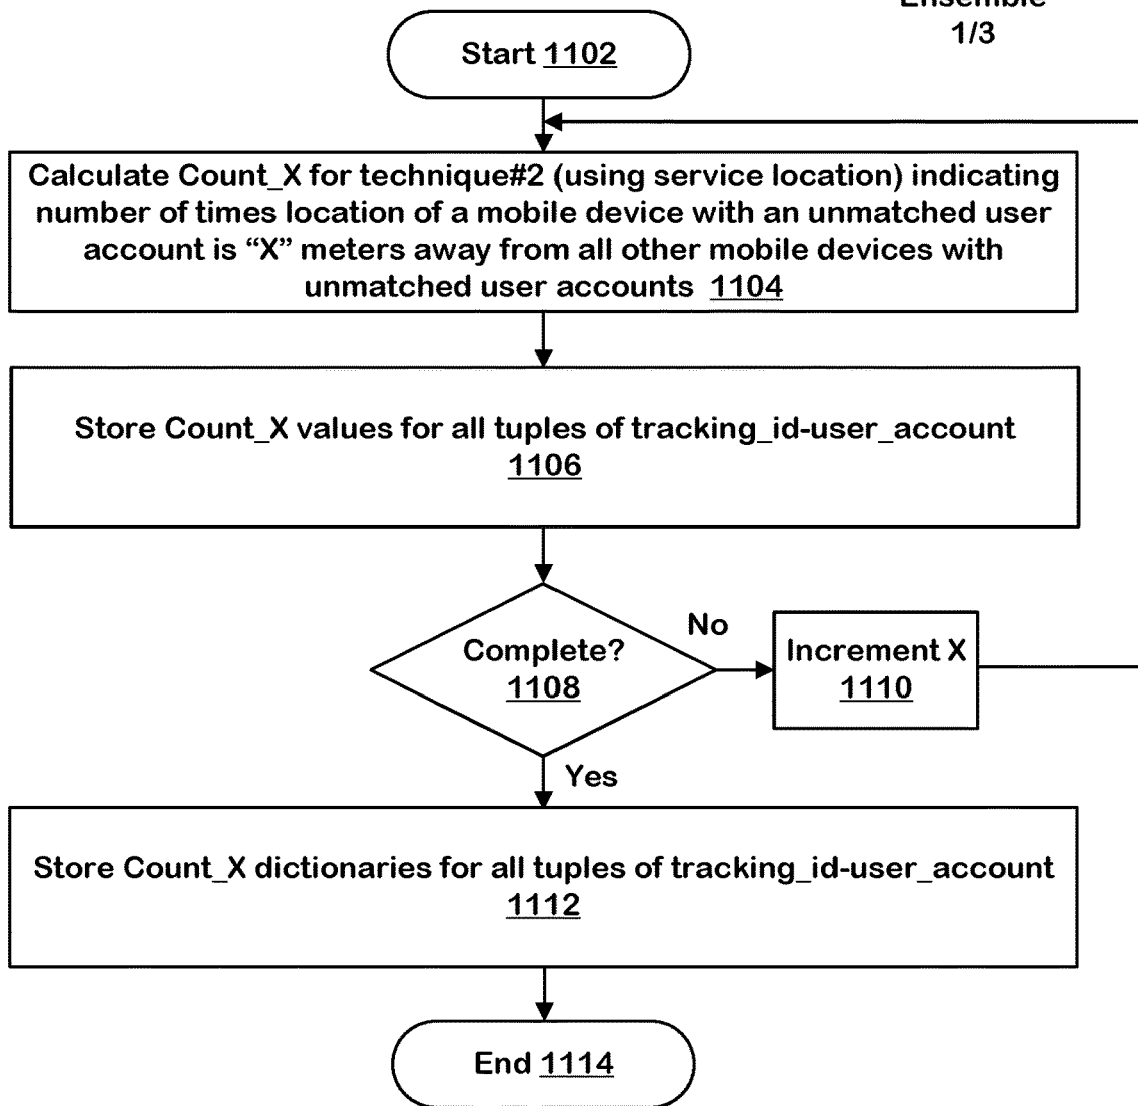 Ensemble
1/3
Start 1102
Calculate Count_X for technique#2 (using service location) indicating
number of times location of a mobile device with an unmatched user
account is “X” meters away from all other mobile devices with
unmatched user accounts 1104
Store Count_X values for all tuples of tracking_id-user_account
1106
Complete?
1108
No
Increment X
1110
Yes
Store Count_X dictionaries for all tuples of tracking_id-user_account
1112
End 1114